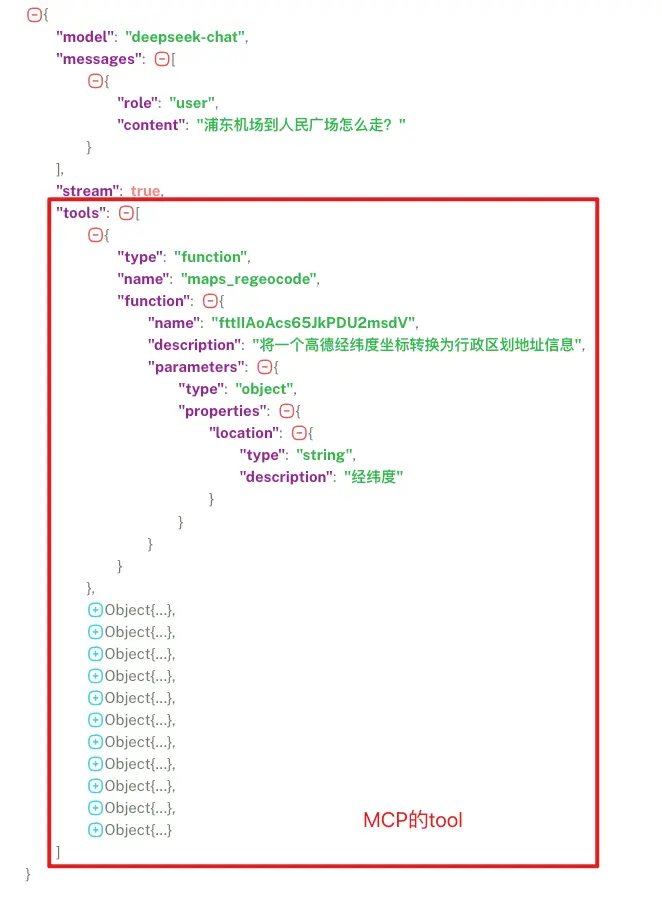 {
"model": "deepseek-chat",
"messages": [
{
"role": "user",
"content": "浦东机场到人民广场怎么走？"
}
],
"stream": true,
"tools": [
{
"type": "function",
"name": "maps_regeocode",
"function": {
"name": "fttIIAoAcs65JkPDU2msdV",
"description": "将一个高德经纬度坐标转换为行政区划地址信息",
"parameters": {
"type": "object",
"properties": {
"location": {
"type": "string",
"description": "经纬度"
}
}
}
}
},
Object{...},
Object{...},
Object{...},
Object{...},
Object{...},
Object{...},
Object{...},
Object{...},
Object{...},
Object{...},
Object{...}
MCP的tool
]
}